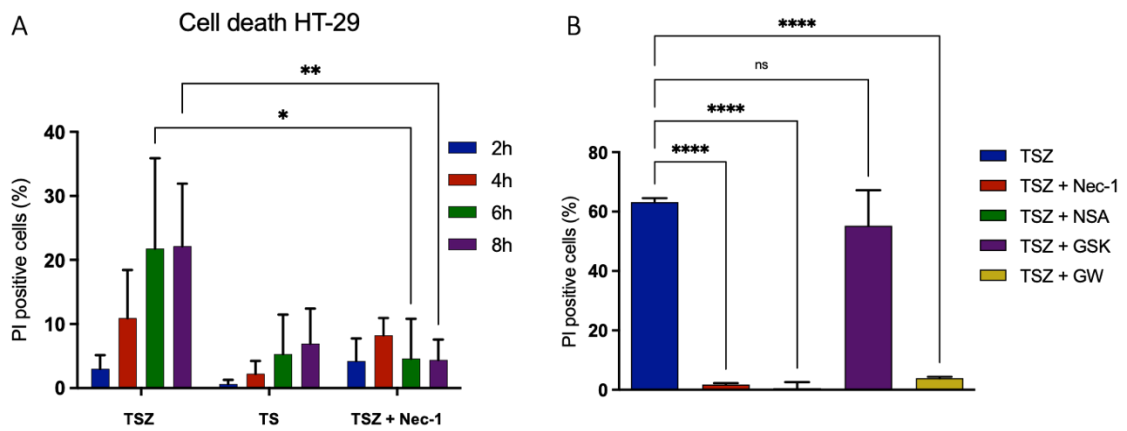 A
Cell death HT-29
**
*
PI positive cells (%)
40
30
20
10
0
TSZ
TS
TSZ + Nec-1
2h
4h
6h
8h
B
****
ns
****
****
PI positive cells (%)
80
60
40
20
0
TSZ
TSZ + Nec-1
TSZ + NSA
TSZ + GSK
TSZ + GW